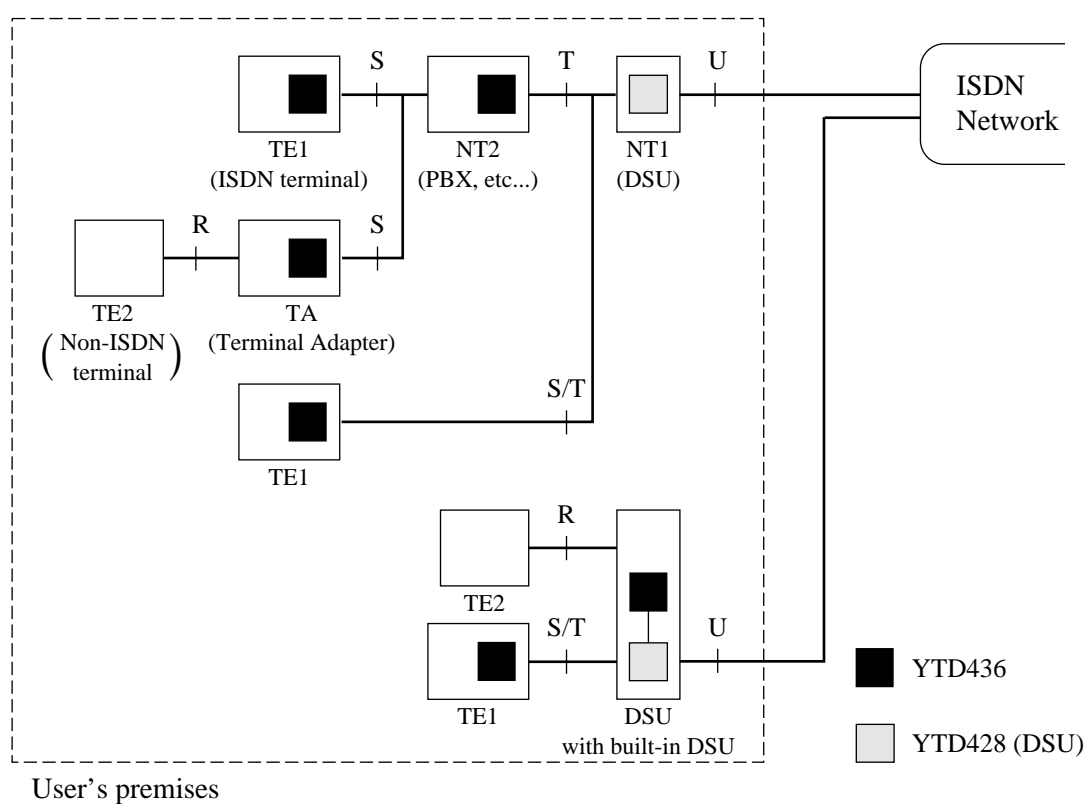 S
T
U
ISDN
Network
TE1
(ISDN terminal)
NT2
(PBX, etc...)
NT1
(DSU)
R
S
TE2
(Non-ISDN
terminal)
TA
(Terminal Adapter)
S/T
TE1
R
TE2
S/T
U
TE1
DSU
with built-in DSU
YTD436
YTD428 (DSU)
User's premises